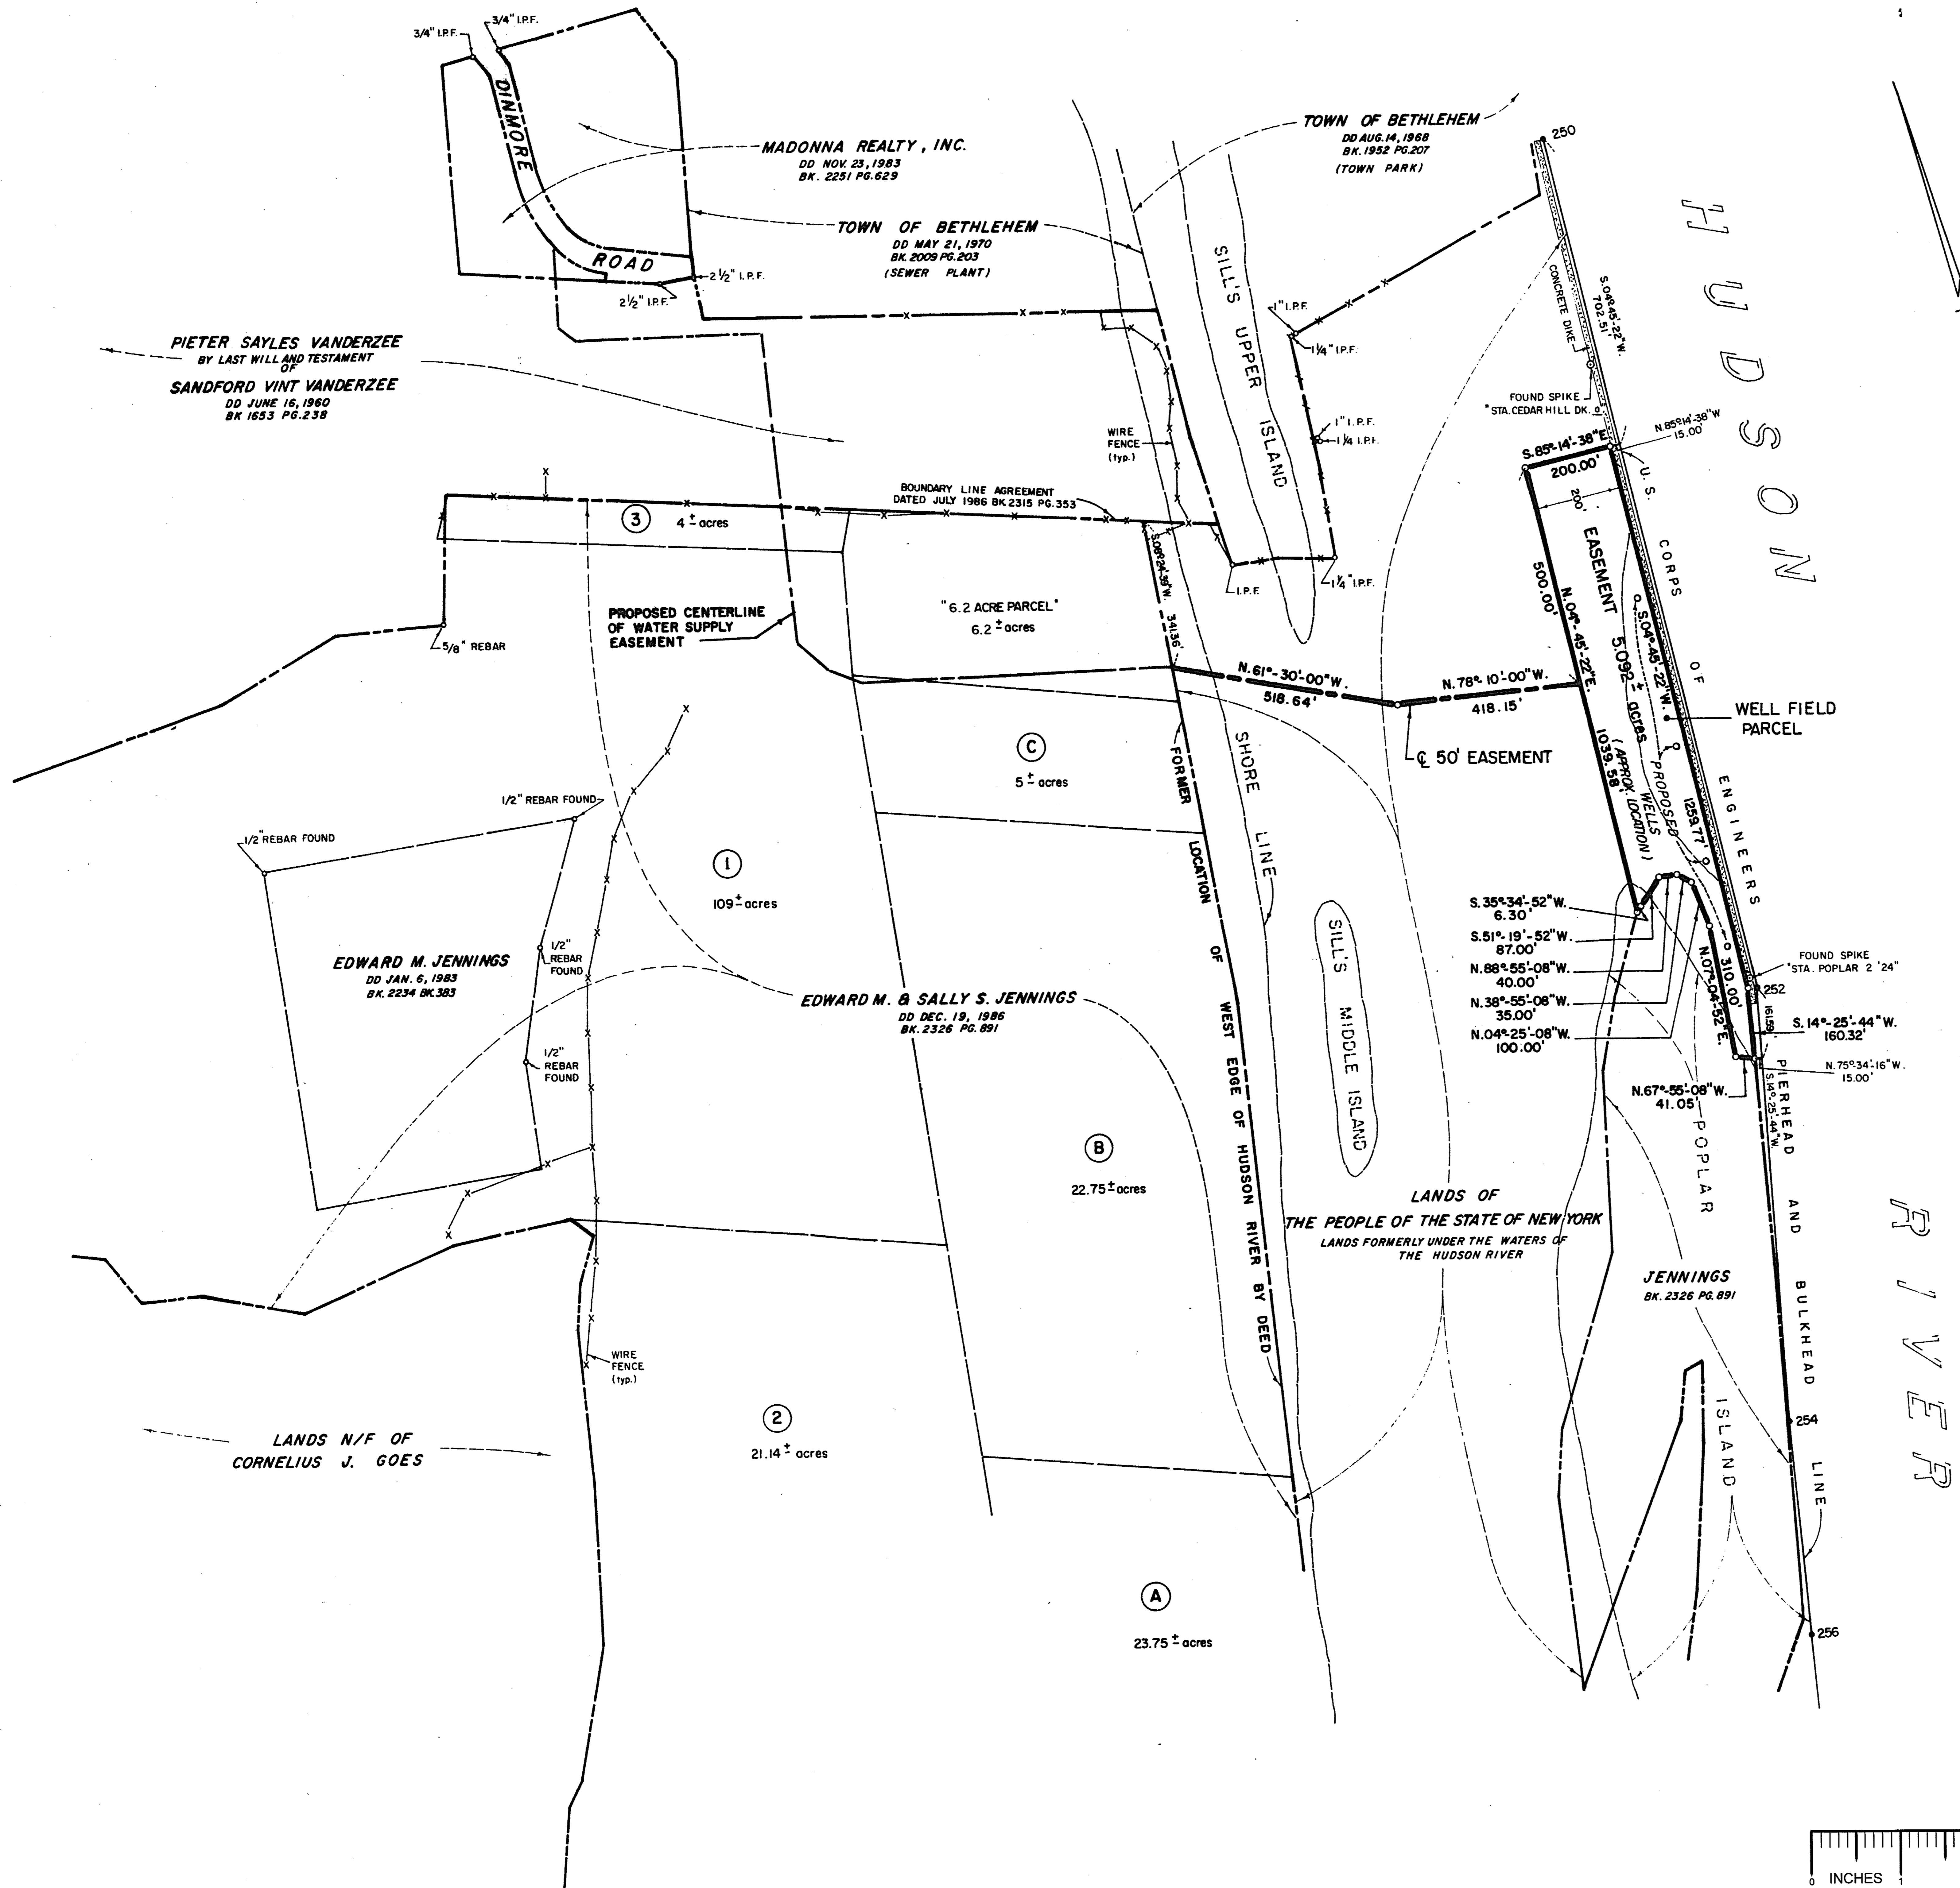 3/4" I.P.F.
3/4" I.P.F.
DINMORE
ROAD
2 1/2" I.P.F.
2 1/2" I.P.F.
MADONNA REALTY, INC.
DD NOV. 23, 1983
BK. 2251 PG. 629
TOWN OF BETHLEHEM
DD MAY 21, 1970
BK. 2009 PG. 203
(SEWER PLANT)
TOWN OF BETHLEHEM
DD AUG. 14, 1968
BK. 1952 PG. 207
(TOWN PARK)
250
HUDSON
PIETER SAYLES VANDERZEE
BY LAST WILL AND TESTAMENT
OF
SANDFORD VINT VANDERZEE
DD JUNE 16, 1960
BK 1653 PG. 238
SILL'S UPPER ISLAND
1" I.P.F.
1 1/4" I.P.F.
1" I.P.F.
1 1/4 I.P.F.
WIRE
FENCE
(typ.)
CONCRETE DIKE
S.04°-45'-22"W.
702.51'
FOUND SPIKE
"STA. CEDAR HILL DK.
N.85°14'-38"W
15.00'
S.85°-14'-38"E
200.00'
200'
U.S. CORPS OF ENGINEERS
BOUNDARY LINE AGREEMENT
DATED JULY 1986 BK. 2315 PG. 353
3
4 ± acres
S.08°24'-39"W. 341.36'
I.P.F.
1 1/4" I.P.F.
"6.2 ACRE PARCEL"
6.2 ± acres
PROPOSED CENTERLINE
OF WATER SUPPLY
EASEMENT
5/8" REBAR
N.61°-30'-00"W.
518.64'
N.78°-10'-00"W.
418.15'
℄ 50' EASEMENT
500.00'
N.04°-45'-22"E.
1039.58'
EASEMENT 5.092 ± acres
S.04°-45'-22"W.
1259.77'
PROPOSED
WELLS
(APPROX. LOCATION)
WELL FIELD
PARCEL
C
5 ± acres
SHORE LINE
FORMER LOCATION OF WEST EDGE OF HUDSON RIVER BY DEED
1/2" REBAR FOUND
1/2" REBAR FOUND
1
109 ± acres
EDWARD M. JENNINGS
DD JAN. 6, 1983
BK. 2234 BK. 383
1/2"
REBAR
FOUND
1/2"
REBAR
FOUND
EDWARD M. & SALLY S. JENNINGS
DD DEC. 19, 1986
BK. 2326 PG. 891
SILL'S MIDDLE ISLAND
S.35°-34'-52"W.
6.30'
S.51°-19'-52"W.
87.00'
N.88°-55'-08"W.
40.00'
N.38°-55'-08"W.
35.00'
N.04°-25'-08"W.
100.00'
N.07°-04'-52"E.
310.00'
FOUND SPIKE
"STA. POPLAR 2 '24"
252
161.59'
S.14°-25'-44"W.
160.32'
N.75°34'-16"W.
15.00'
S.14°-25'-44"W.
N.67°-55'-08"W.
41.05'
PIERHEAD AND BULKHEAD LINE
POPLAR ISLAND
B
22.75 ± acres
LANDS OF
THE PEOPLE OF THE STATE OF NEW YORK
LANDS FORMERLY UNDER THE WATERS OF
THE HUDSON RIVER
JENNINGS
BK. 2326 PG. 891
RIVER
WIRE
FENCE
(typ.)
2
21.14 ± acres
LANDS N/F OF
CORNELIUS J. GOES
254
A
23.75 ± acres
256
0 INCHES 1